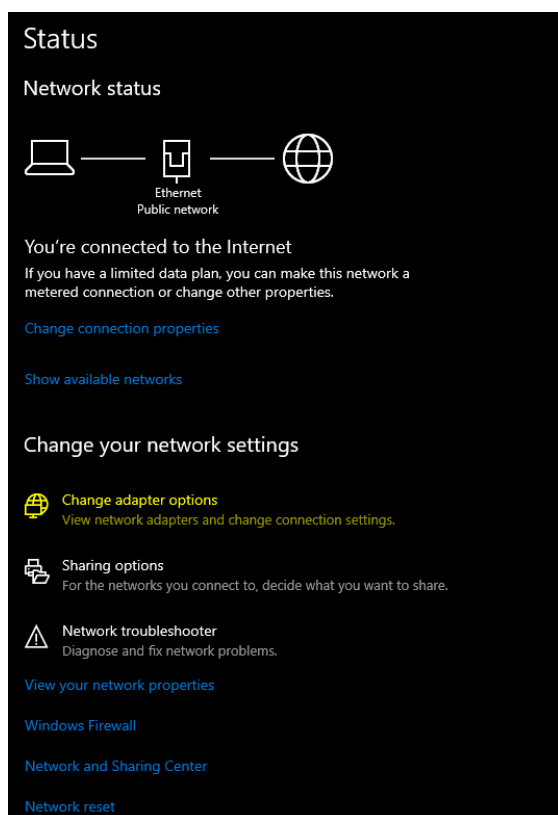 Status
Network status
Ethernet
Public network
You're connected to the Internet
If you have a limited data plan, you can make this network a
metered connection or change other properties.
Change connection properties
Show available networks
Change your network settings
Change adapter options
View network adapters and change connection settings.
Sharing options
For the networks you connect to, decide what you want to share.
Network troubleshooter
Diagnose and fix network problems.
View your network properties
Windows Firewall
Network and Sharing Center
Network reset